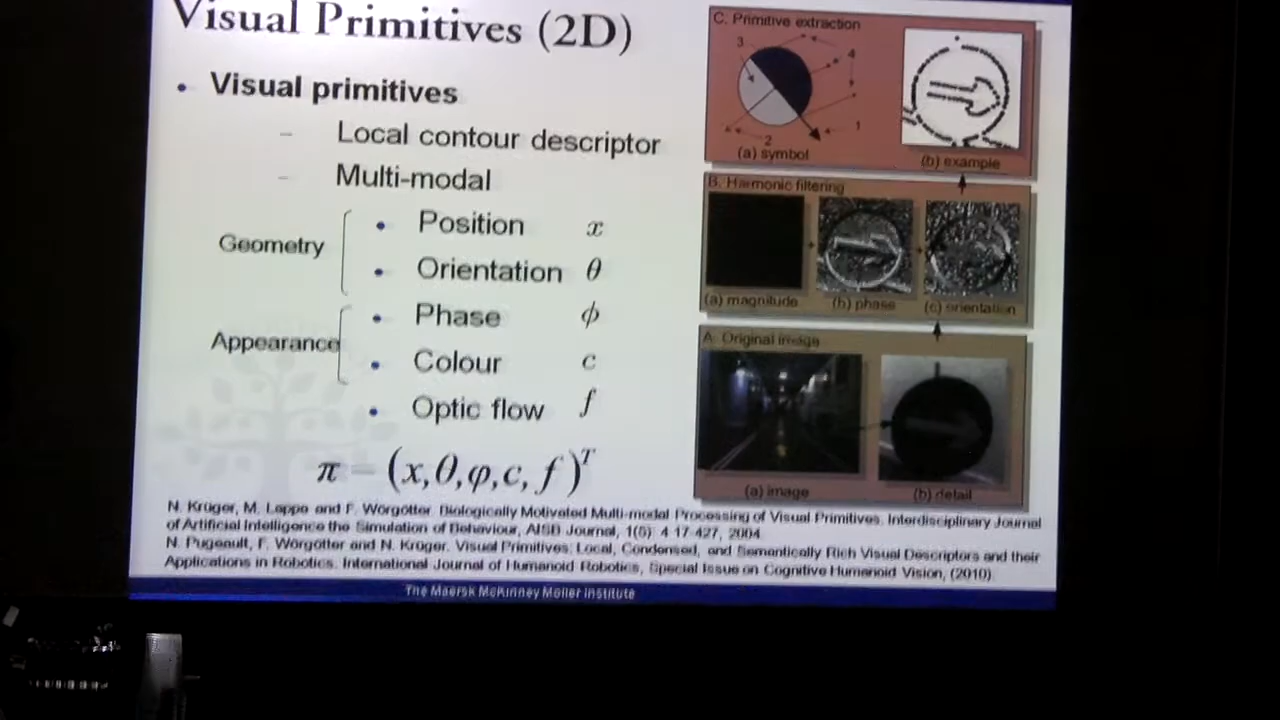 Visual Primitives (2D)
• Visual primitives
– Local contour descriptor
– Multi-modal
Geometry
• Position x
• Orientation θ
Appearance
• Phase ϕ
• Colour c
• Optic flow f
π = (x,θ,φ,c,f)^T
C. Primitive extraction
3
4
1
2
(a) symbol
(b) example
B. Harmonic filtering
(a) magnitude
(b) phase
(c) orientation
A. Original image
(a) image
(b) detail
N. Krüger, M. Lappe and F. Wörgötter. Biologically Motivated Multi-modal Processing of Visual Primitives. Interdisciplinary Journal
of Artificial Intelligence the Simulation of Behaviour, AISB Journal, 1(5): 417-427, 2004.
N. Pugeault, F. Wörgötter and N. Krüger. Visual Primitives: Local, Condensed, and Semantically Rich Visual Descriptors and their
Applications in Robotics. International Journal of Humanoid Robotics, Special Issue on Cognitive Humanoid Vision, (2010).
The Maersk McKinney Moller Institute